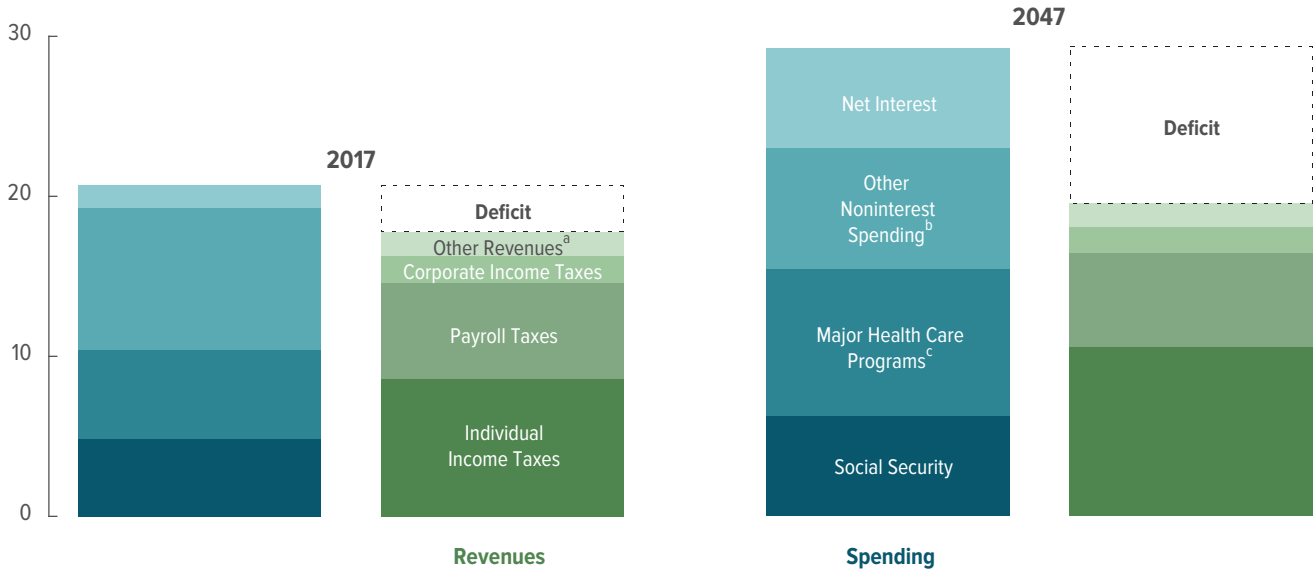 2047
30
Net Interest
Deficit
2017
20
Other
Noninterest
Spending^b
Deficit
Other Revenues^a
Corporate Income Taxes
10
Payroll Taxes
Major Health Care
Programs^c
Individual
Income Taxes
Social Security
0
Revenues
Spending